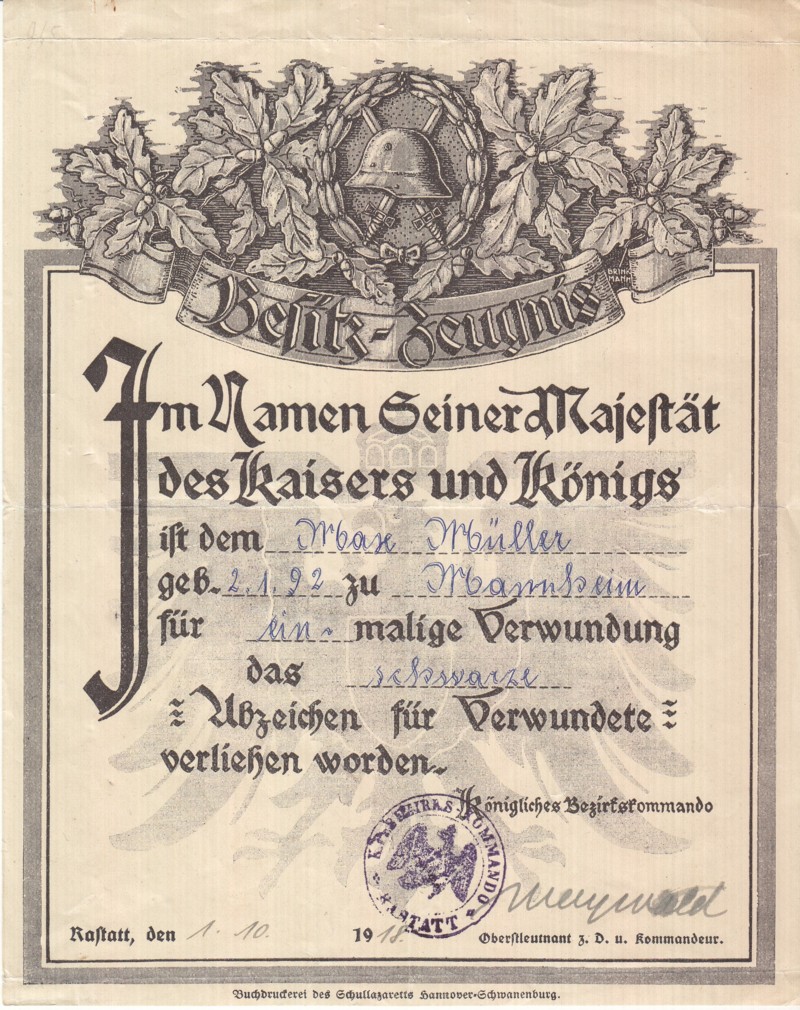 Besitz-Zeugnis
BRINK
MANN
Im Namen Seiner Majestät
des Kaisers und Königs
ist dem Max Müller
geb. 2.1.92 zu Mannheim
für ein- malige Verwundung
das schwarze
Abzeichen für Verwundete
verliehen worden.
Königliches Bezirkskommando
BEZIRKS KOMMANDO
RASTATT
Rastatt, den 1. 10. 1918.
Oberstleutnant z. D. u. Kommandeur.
Buchdruckerei des Schullazaretts Hannover-Schwanenburg.